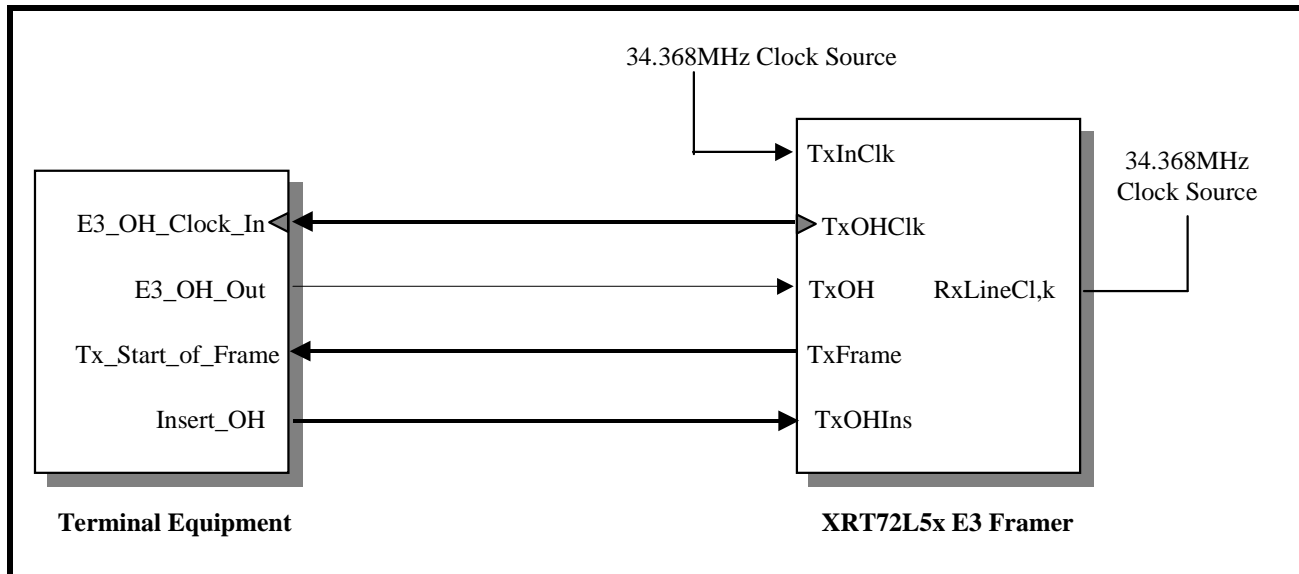 34.368MHz Clock Source
TxInClk
34.368MHz
Clock Source
E3_OH_Clock_In
TxOHClk
E3_OH_Out
TxOH
RxLineCl,k
Tx_Start_of_Frame
TxFrame
Insert_OH
TxOHIns
Terminal Equipment
XRT72L5x E3 Framer